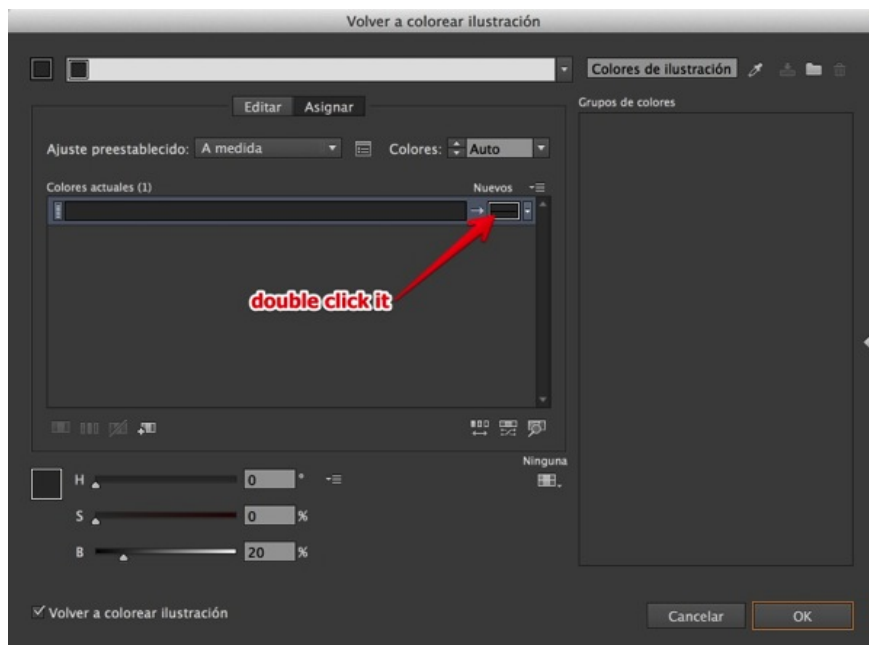 Volver a colorear ilustración
Colores de ilustración
Editar Asignar
Grupos de colores
Ajuste preestablecido: A medida Colores: Auto
Colores actuales (1) Nuevos
double click it
Ninguna
H 0 °
S 0 %
B 20 %
Volver a colorear ilustración
Cancelar OK